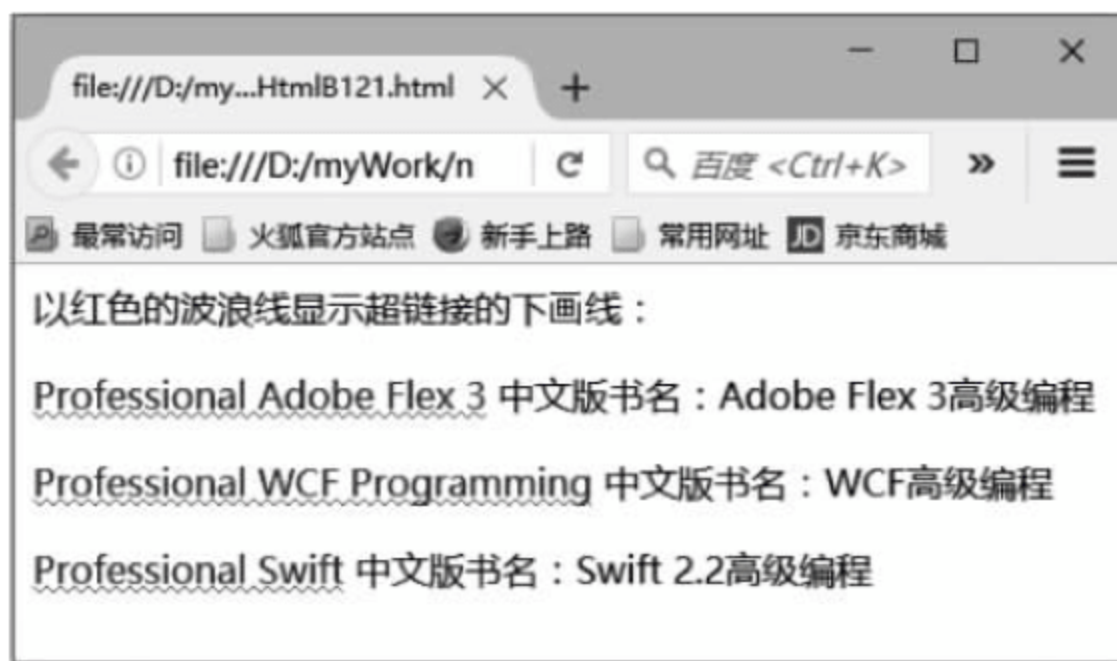 file:///D:/my...HtmlB121.html
file:///D:/myWork/n
百度 <Ctrl+K>
最常访问 火狐官方站点 新手上路 常用网址 JD 京东商城
以红色的波浪线显示超链接的下画线：
Professional Adobe Flex 3 中文版书名：Adobe Flex 3高级编程
Professional WCF Programming 中文版书名：WCF高级编程
Professional Swift 中文版书名：Swift 2.2高级编程